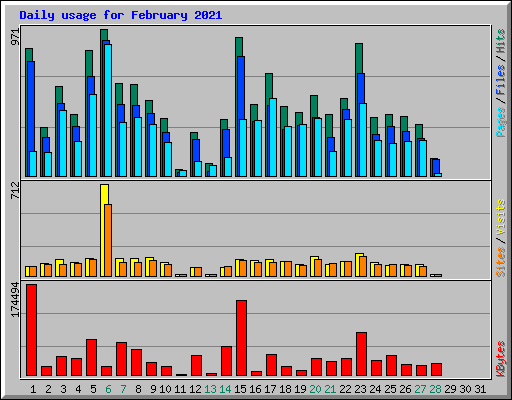 Daily usage for February 2021
971
Pages / Files / Hits
712
Sites / Visits
174494
KBytes
1 2 3 4 5 6 7 8 9 10 11 12 13 14 15 16 17 18 19 20 21 22 23 24 25 26 27 28 29 30 31